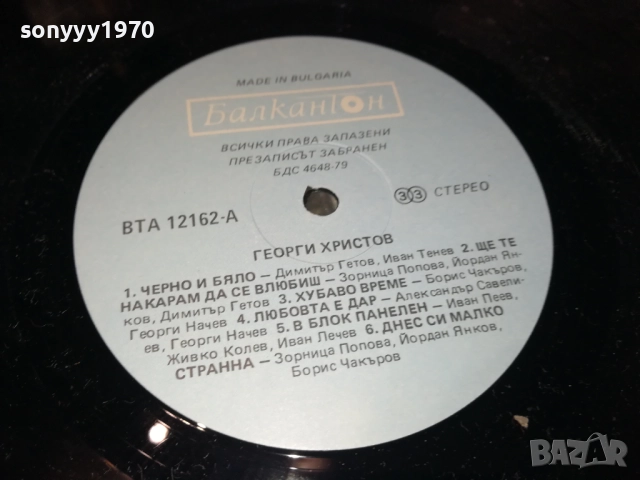 sonyyy1970
MADE IN BULGARIA
Балкантон
ВСИЧКИ ПРАВА ЗАПАЗЕНИ
ПРЕЗАПИСЪТ ЗАБРАНЕН
БДС 4648-79
ВТА 12162-А
33 СТЕРЕО
ГЕОРГИ ХРИСТОВ
1. ЧЕРНО И БЯЛО – Димитър Гетов, Иван Тенев 2. ЩЕ ТЕ
НАКАРАМ ДА СЕ ВЛЮБИШ – Зорница Попова, Йордан Ян-
ков, Димитър Гетов 3. ХУБАВО ВРЕМЕ – Борис Чакъров,
Георги Начев 4. ЛЮБОВТА Е ДАР – Александър Савели-
ев, Георги Начев 5. В БЛОК ПАНЕЛЕН – Иван Пеев,
Живко Колев, Иван Лечев 6. ДНЕС СИ МАЛКО
СТРАННА – Зорница Попова, Йордан Янков,
Борис Чакъров
BAZAR